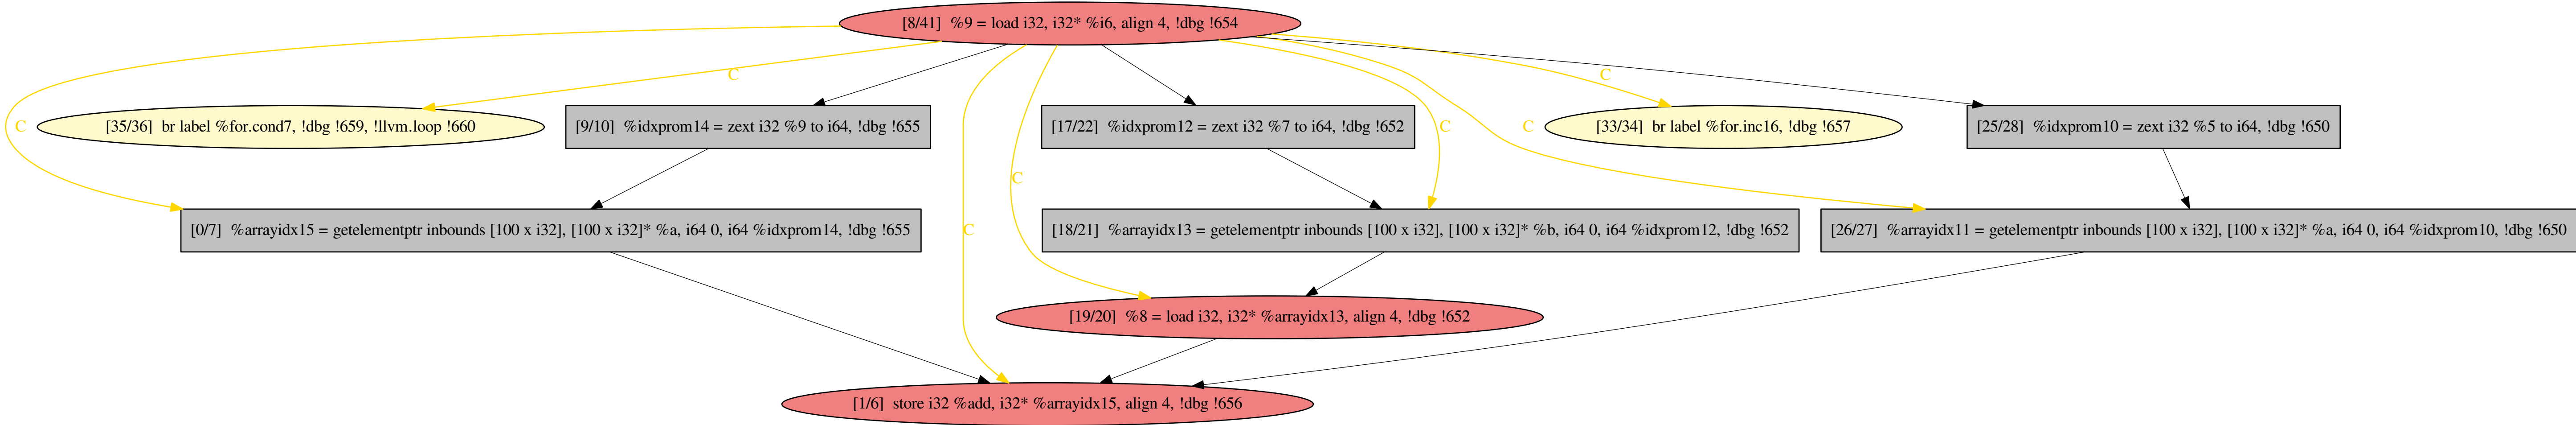 [8/41]  %9 = load i32, i32* %i6, align 4, !dbg !654
C
C
[35/36]  br label %for.cond7, !dbg !659, !llvm.loop !660
[9/10]  %idxprom14 = zext i32 %9 to i64, !dbg !655
[17/22]  %idxprom12 = zext i32 %7 to i64, !dbg !652
[33/34]  br label %for.inc16, !dbg !657
[25/28]  %idxprom10 = zext i32 %5 to i64, !dbg !650
C
C
C
C
[0/7]  %arrayidx15 = getelementptr inbounds [100 x i32], [100 x i32]* %a, i64 0, i64 %idxprom14, !dbg !655
C
[18/21]  %arrayidx13 = getelementptr inbounds [100 x i32], [100 x i32]* %b, i64 0, i64 %idxprom12, !dbg !652
[26/27]  %arrayidx11 = getelementptr inbounds [100 x i32], [100 x i32]* %a, i64 0, i64 %idxprom10, !dbg !650
[19/20]  %8 = load i32, i32* %arrayidx13, align 4, !dbg !652
[1/6]  store i32 %add, i32* %arrayidx15, align 4, !dbg !656